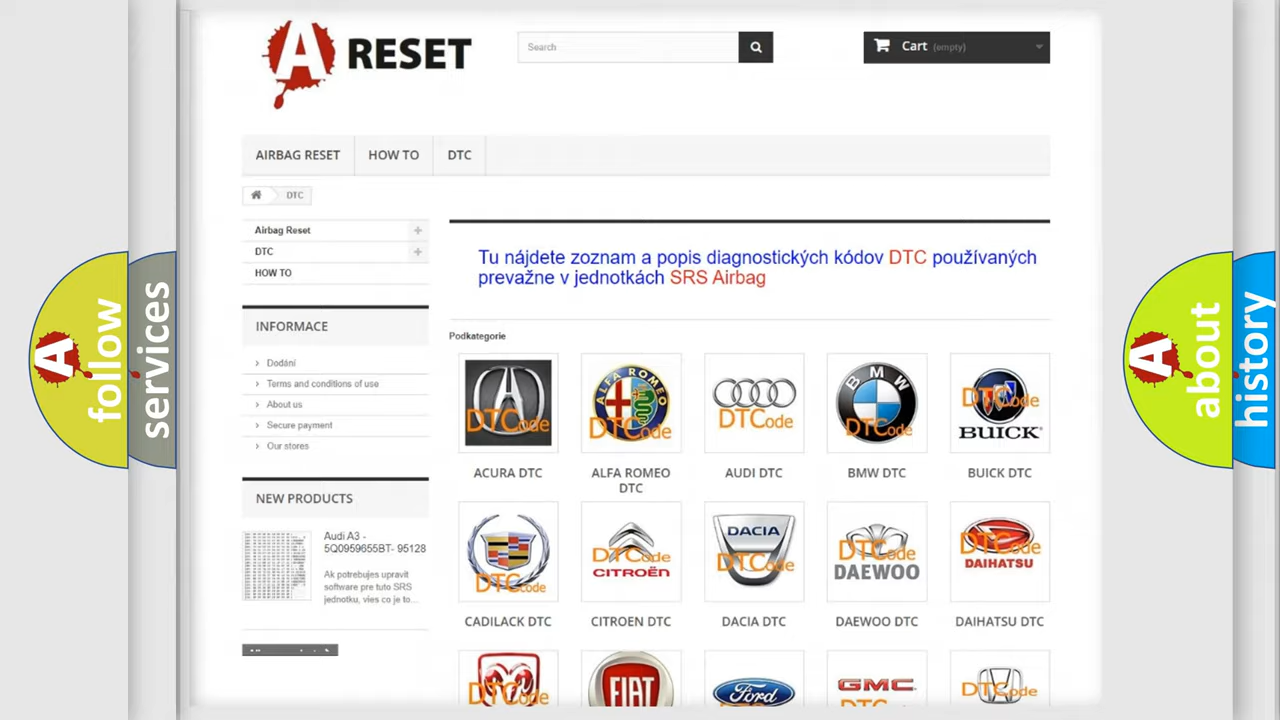 A RESET
Search
Cart (empty)
AIRBAG RESET
HOW TO
DTC
DTC
Airbag Reset
DTC
HOW TO
INFORMACE
Dodání
Terms and conditions of use
About us
Secure payment
Our stores
NEW PRODUCTS
Audi A3 -
5Q0959655BT- 95128
Ak potrebujes upravit
software pre tuto SRS
jednotku, vies co je to...
Tu nájdete zoznam a popis diagnostických kódov DTC používaných
prevažne v jednotkách SRS Airbag
Podkategorie
DTCode
ALFA ROMEO
DTCode
DTCode
BMW
DTCode
DTCode
BUICK
ACURA DTC
ALFA ROMEO
DTC
AUDI DTC
BMW DTC
BUICK DTC
DTCode
DTCode
CITROËN
DACIA
DTCode
DTCode
DAEWOO
DTCode
DAIHATSU
CADILACK DTC
CITROEN DTC
DACIA DTC
DAEWOO DTC
DAIHATSU DTC
DTCode
FIAT
Ford
GMC
DTCode
A follow
services
A about
history